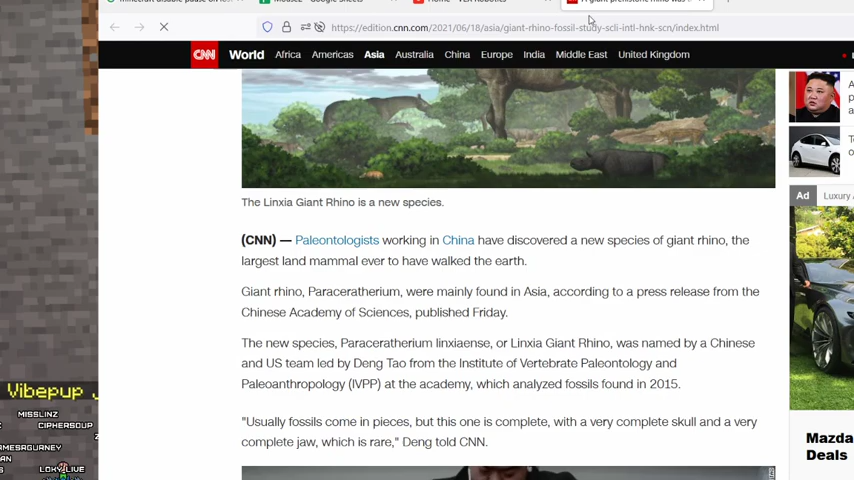 https://edition.cnn.com/2021/06/18/asia/giant-rhino-fossil-study-scli-intl-hnk-scn/index.html
CNN World Africa Americas Asia Australia China Europe India Middle East United Kingdom
The Linxia Giant Rhino is a new species.
(CNN) — Paleontologists working in China have discovered a new species of giant rhino, the
largest land mammal ever to have walked the earth.
Giant rhino, Paraceratherium, were mainly found in Asia, according to a press release from the
Chinese Academy of Sciences, published Friday.
The new species, Paraceratherium linxiaense, or Linxia Giant Rhino, was named by a Chinese
and US team led by Deng Tao from the Institute of Vertebrate Paleontology and
Paleoanthropology (IVPP) at the academy, which analyzed fossils found in 2015.
"Usually fossils come in pieces, but this one is complete, with a very complete skull and a very
complete jaw, which is rare," Deng told CNN.
Ad Luxury
Mazda
Deals
Vibepup
MISSLINZ
CIPHERSOUP
LOKY.LIVE